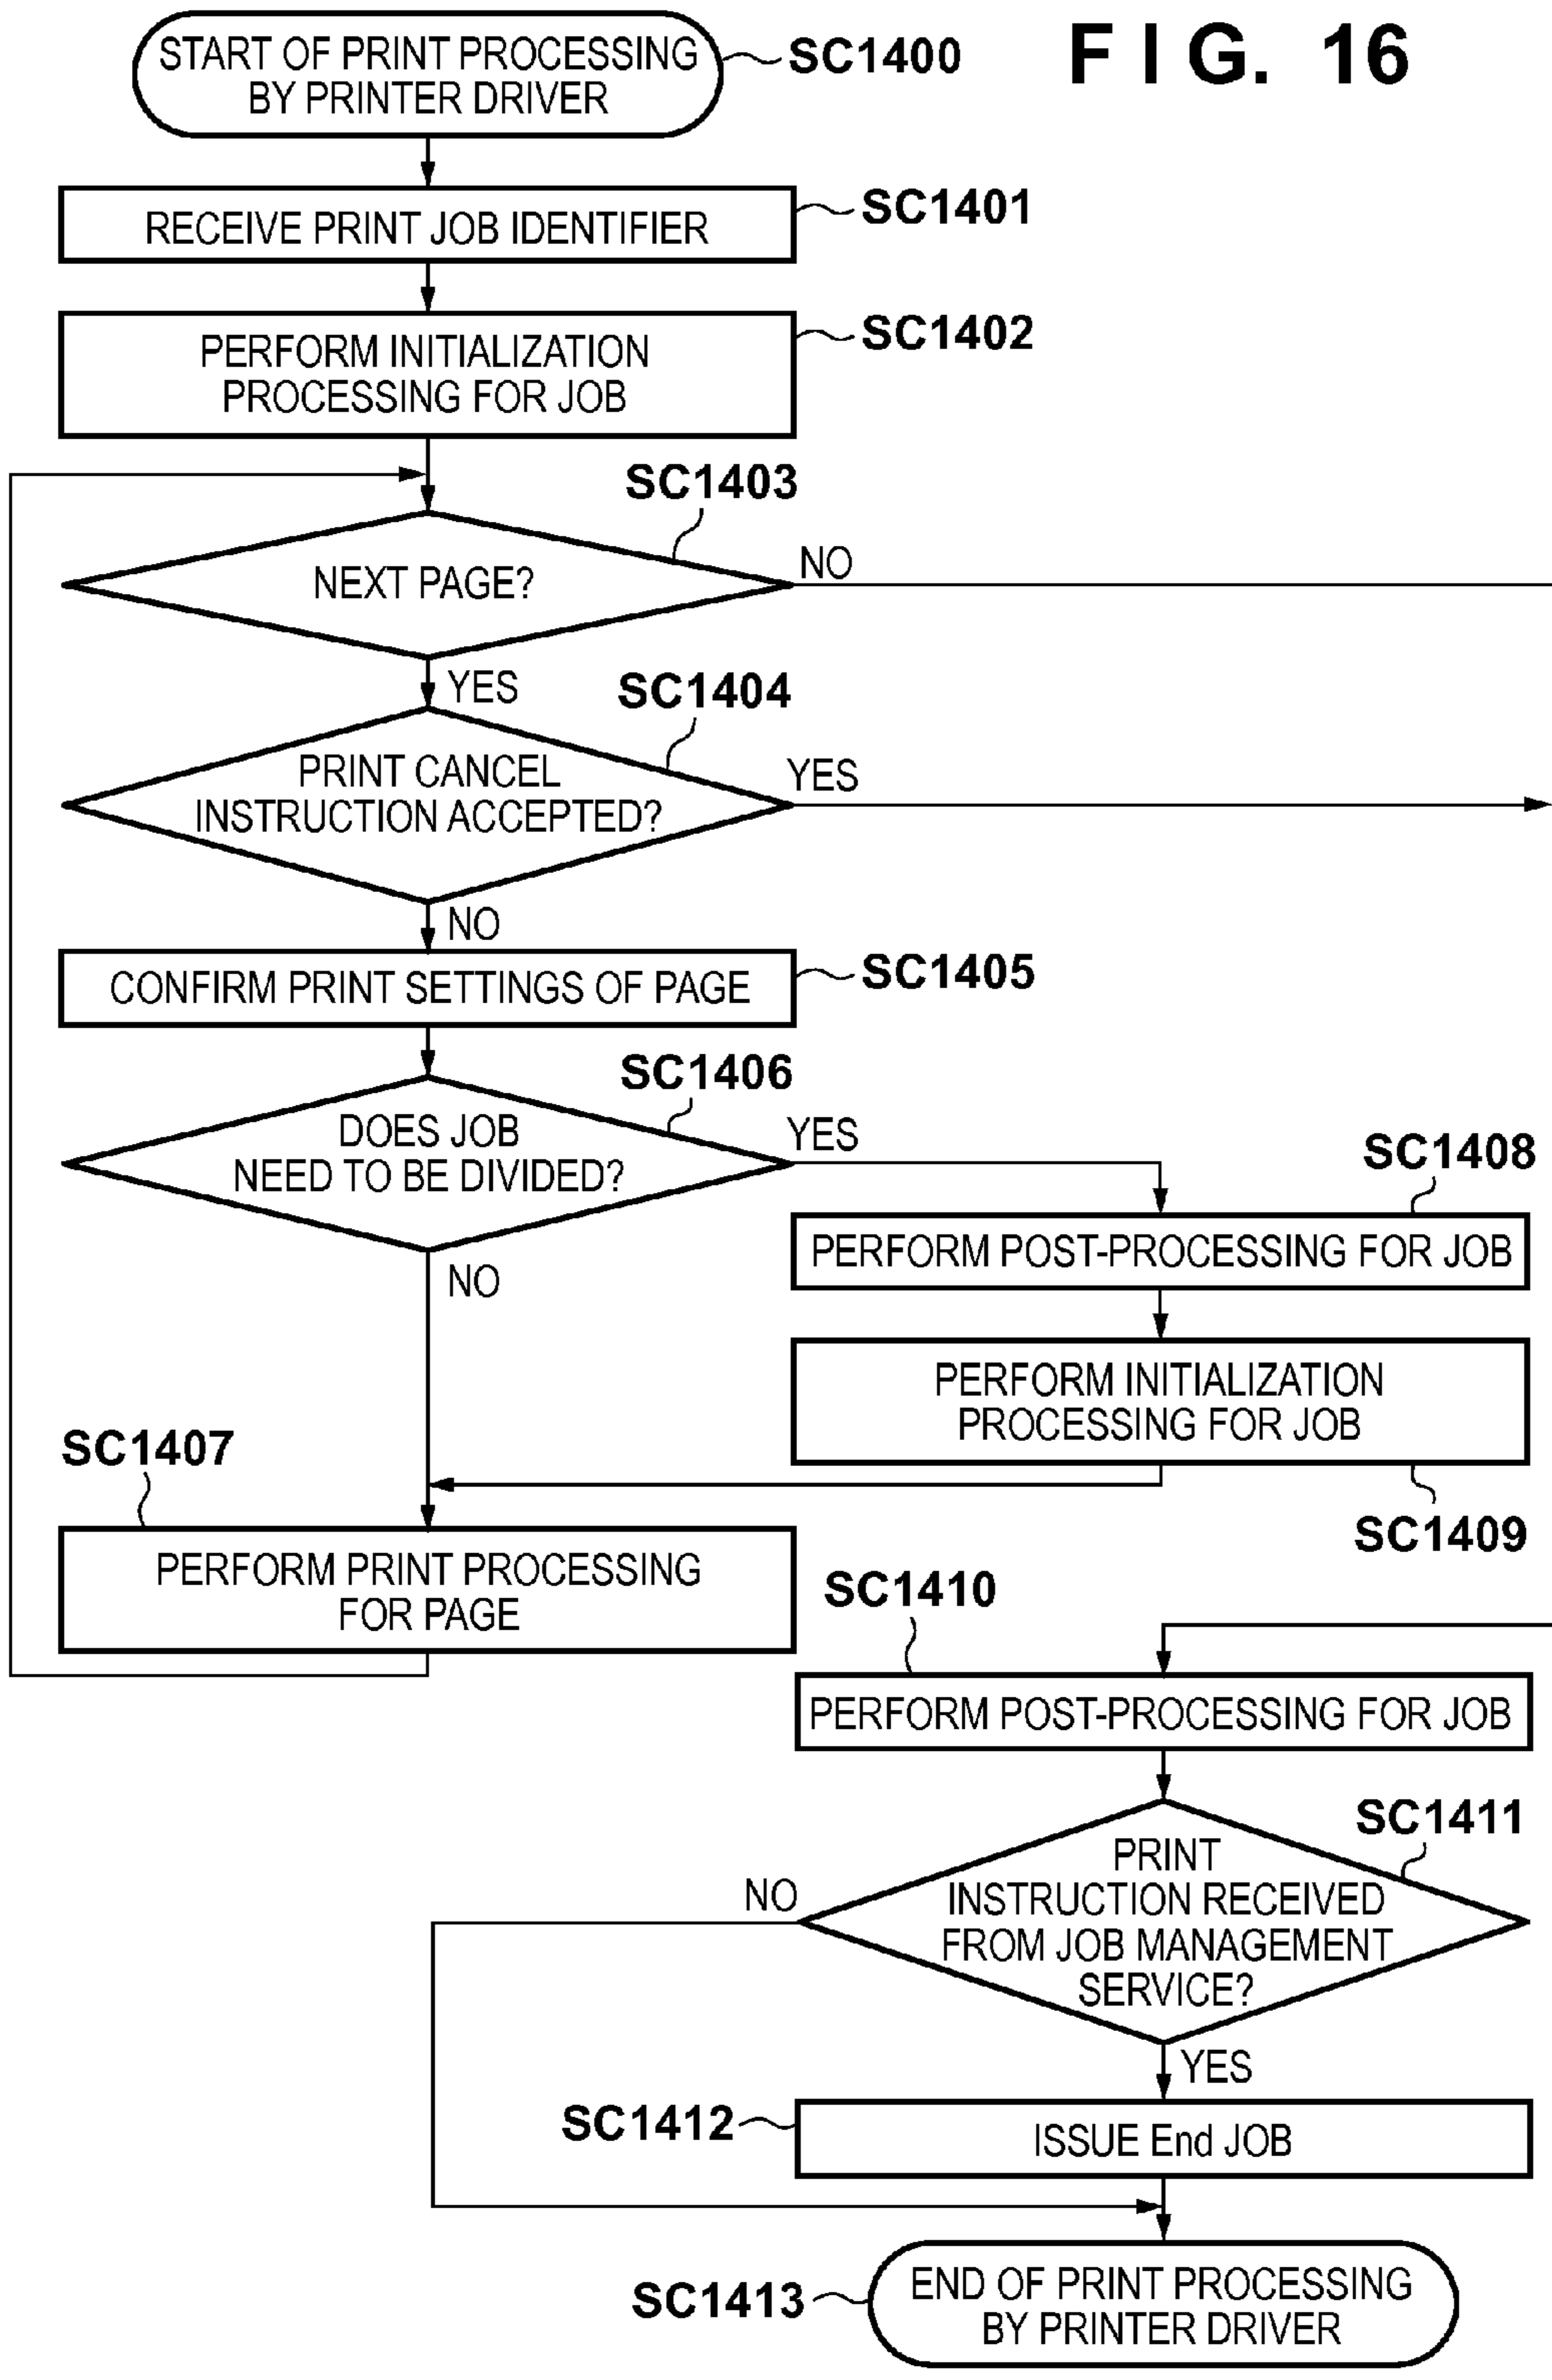 F I G. 16
START OF PRINT PROCESSING
BY PRINTER DRIVER
SC1400
RECEIVE PRINT JOB IDENTIFIER
SC1401
PERFORM INITIALIZATION
PROCESSING FOR JOB
SC1402
SC1403
NEXT PAGE?
NO
YES
SC1404
PRINT CANCEL
INSTRUCTION ACCEPTED?
YES
NO
CONFIRM PRINT SETTINGS OF PAGE
SC1405
SC1406
DOES JOB
NEED TO BE DIVIDED?
YES
NO
SC1408
PERFORM POST-PROCESSING FOR JOB
PERFORM INITIALIZATION
PROCESSING FOR JOB
SC1409
SC1407
PERFORM PRINT PROCESSING
FOR PAGE
SC1410
PERFORM POST-PROCESSING FOR JOB
SC1411
PRINT
INSTRUCTION RECEIVED
FROM JOB MANAGEMENT
SERVICE?
NO
YES
SC1412
ISSUE End JOB
SC1413
END OF PRINT PROCESSING
BY PRINTER DRIVER